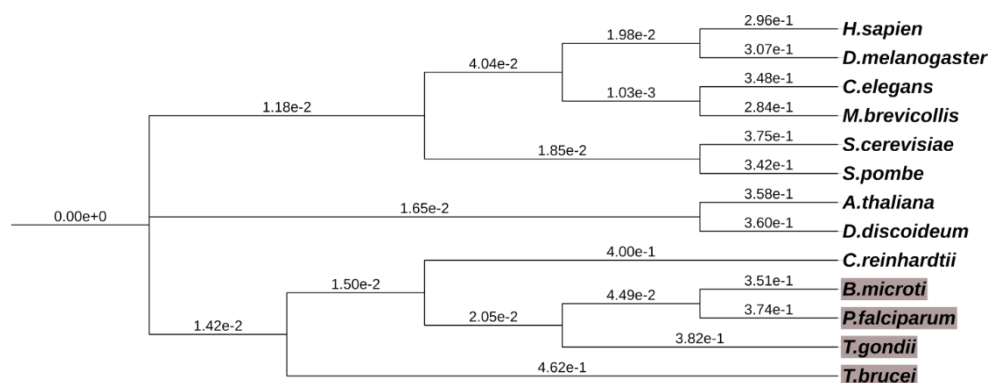 2.96e-1
H.sapien
1.98e-2
3.07e-1
D.melanogaster
4.04e-2
3.48e-1
C.elegans
1.03e-3
2.84e-1
M.brevicollis
1.18e-2
3.75e-1
S.cerevisiae
1.85e-2
3.42e-1
S.pombe
3.58e-1
A.thaliana
0.00e+0
1.65e-2
3.60e-1
D.discoideum
4.00e-1
C.reinhardtii
1.50e-2
3.51e-1
B.microti
4.49e-2
3.74e-1
P.falciparum
1.42e-2
2.05e-2
3.82e-1
T.gondii
4.62e-1
T.brucei